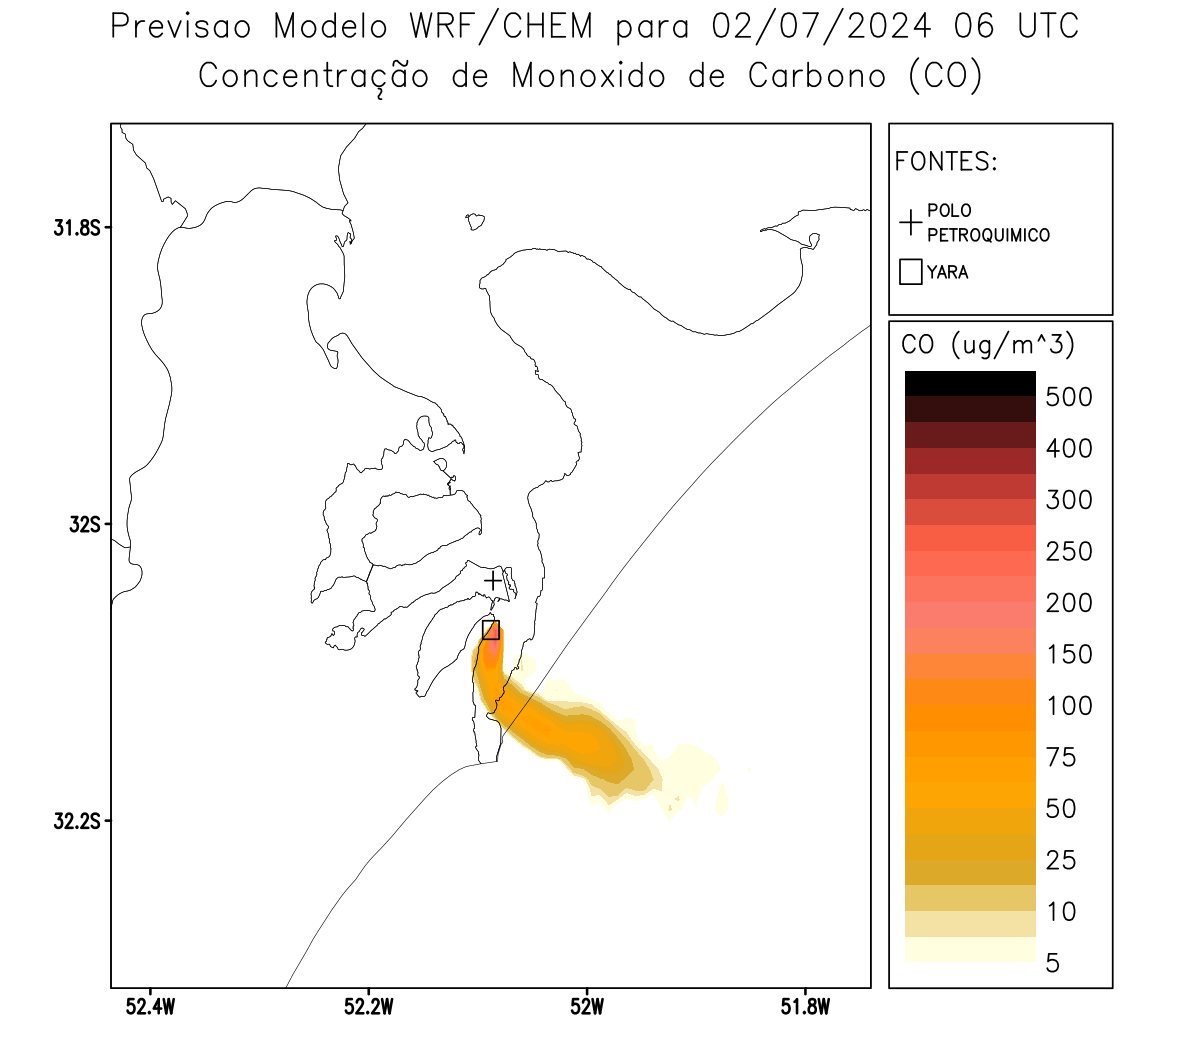 Previsao Modelo WRF/CHEM para 02/07/2024 06 UTC
Concentração de Monoxido de Carbono (CO)
FONTES:
POLO
PETROQUIMICO
YARA
CO (ug/m^3)
500
400
300
250
200
150
100
75
50
25
10
5
31.8S
32S
32.2S
52.4W
52.2W
52W
51.8W